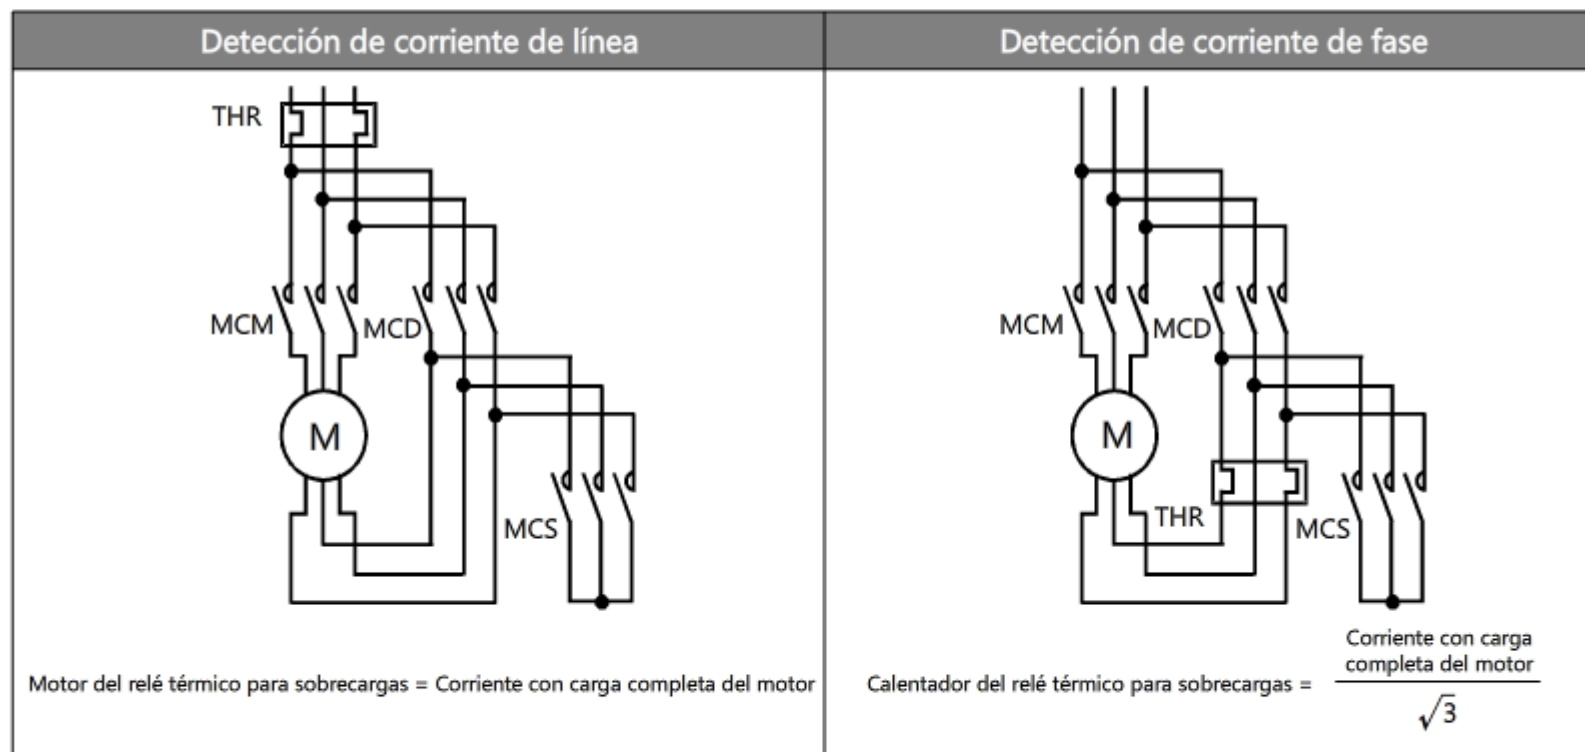 Detección de corriente de línea
THR
MCM
MCD
M
MCS
Motor del relé térmico para sobrecargas = Corriente con carga completa del motor
Detección de corriente de fase
MCM
MCD
M
THR
MCS
Calentador del relé térmico para sobrecargas =
Corriente con carga
completa del motor
√3